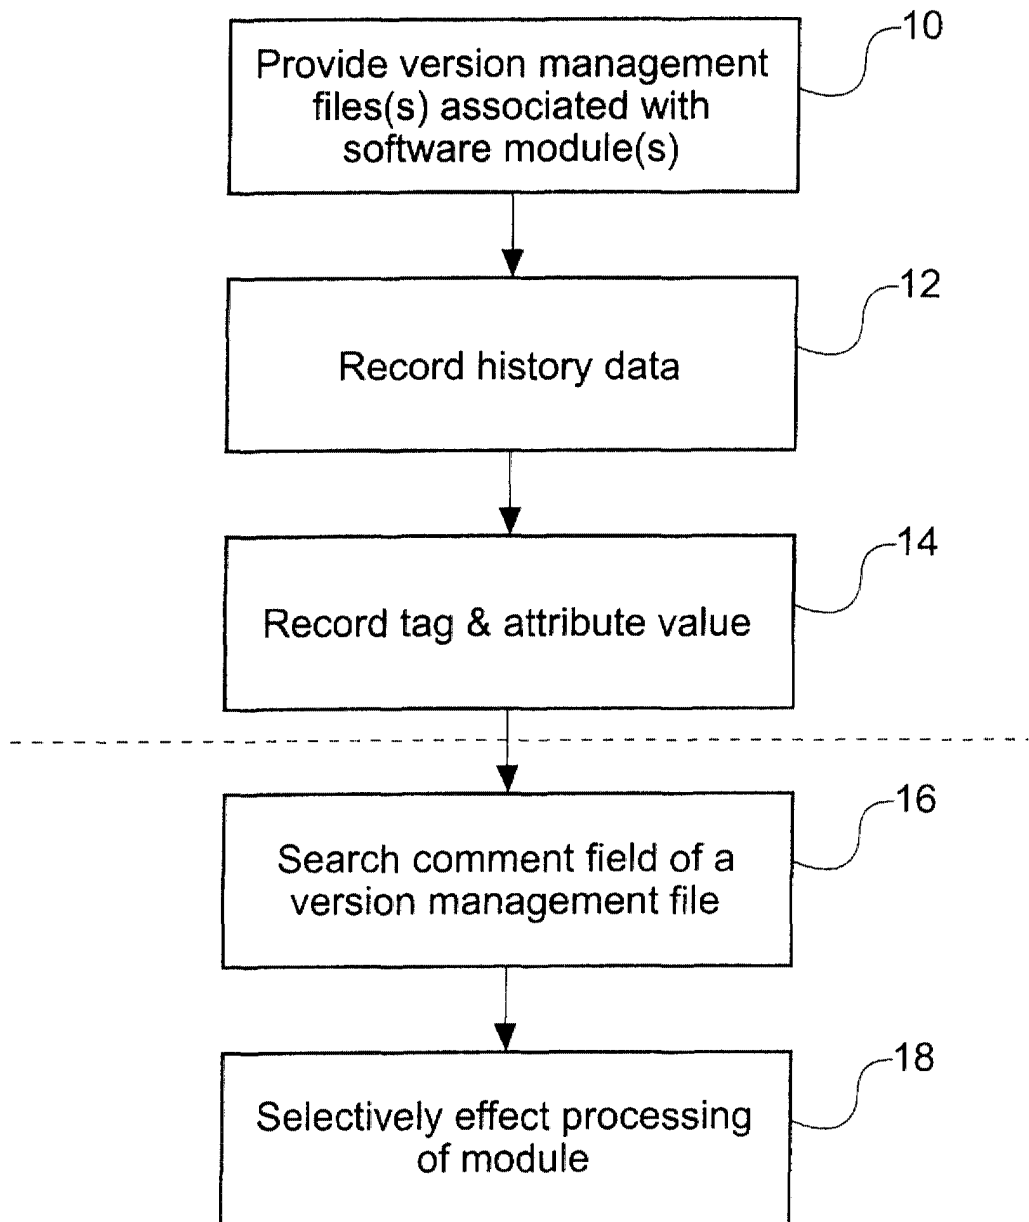 10
Provide version management
files(s) associated with
software module(s)
12
Record history data
14
Record tag & attribute value
16
Search comment field of a
version management file
18
Selectively effect processing
of module